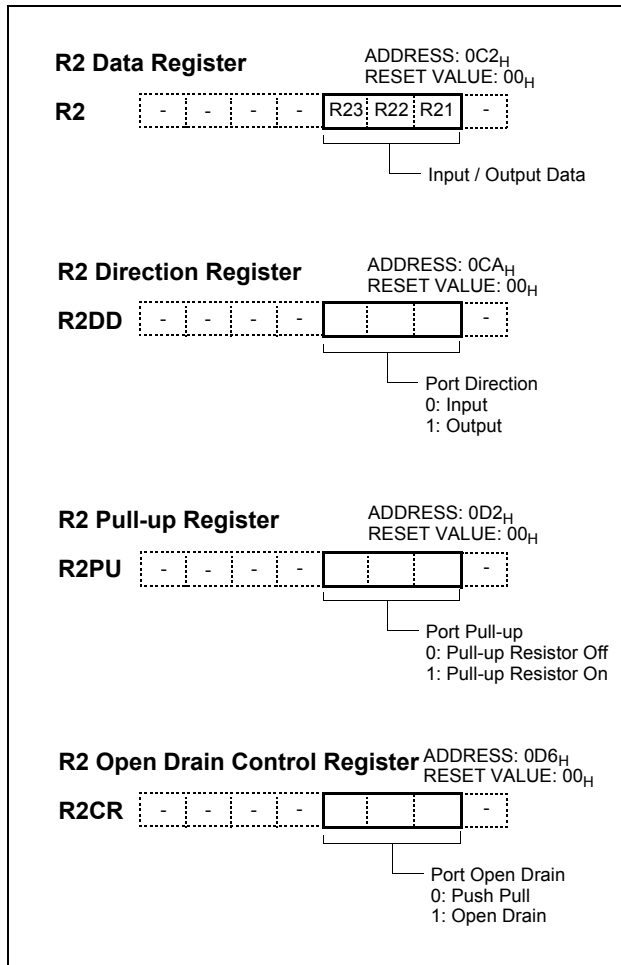 R2 Data Register
ADDRESS: 0C2H
RESET VALUE: 00H
R2 - - - - R23 R22 R21 -
Input / Output Data
R2 Direction Register
ADDRESS: 0CAH
RESET VALUE: 00H
R2DD - - - - -
Port Direction
0: Input
1: Output
R2 Pull-up Register
ADDRESS: 0D2H
RESET VALUE: 00H
R2PU - - - - -
Port Pull-up
0: Pull-up Resistor Off
1: Pull-up Resistor On
R2 Open Drain Control Register
ADDRESS: 0D6H
RESET VALUE: 00H
R2CR - - - - -
Port Open Drain
0: Push Pull
1: Open Drain